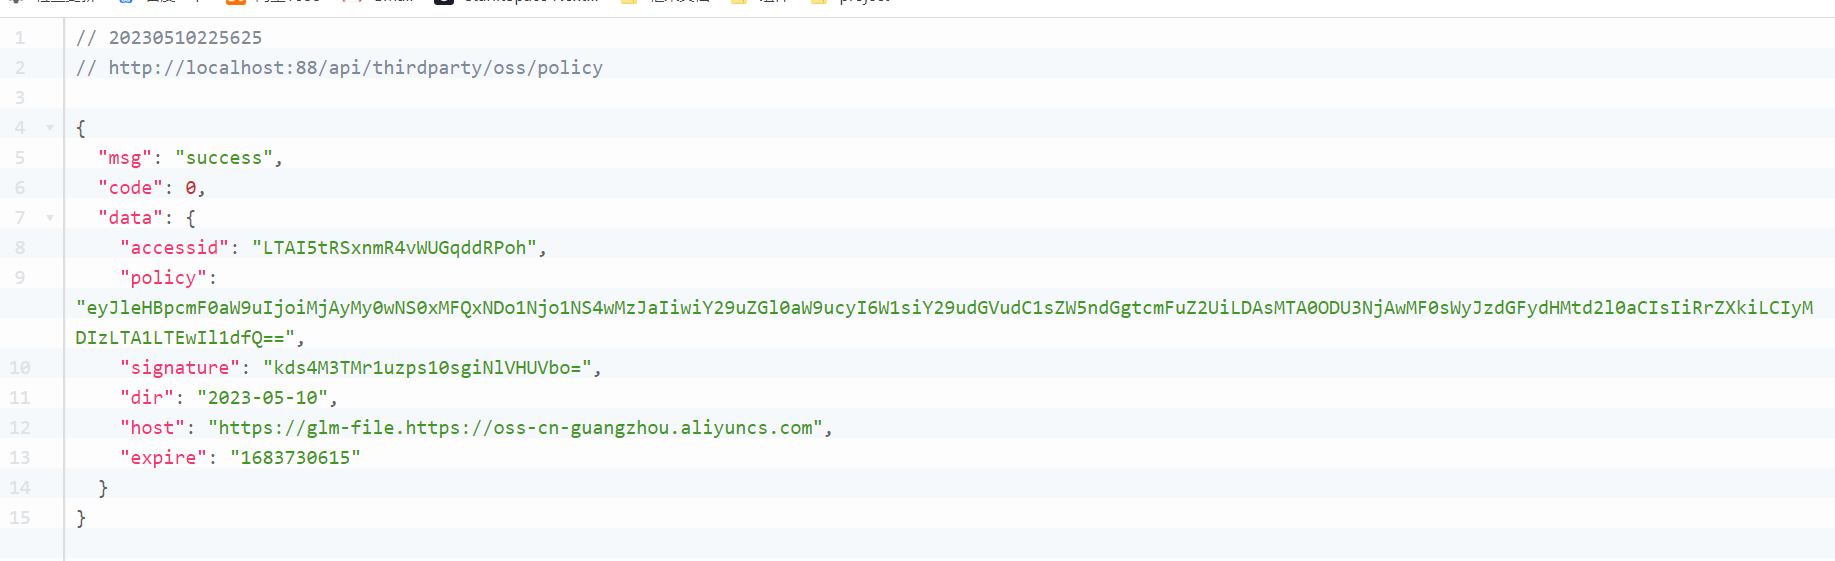 project
1 // 20230510225625
2 // http://localhost:88/api/thirdparty/oss/policy
3
4 {
5 "msg": "success",
6 "code": 0,
7 "data": {
8 "accessid": "LTAI5tRSxnmR4vWUGqddRPoh",
9 "policy":
"eyJleHBpcmF0aW9uIjoiMjAyMy0wNS0xMFQxNDo1Njo1NS4wMzJaIiwiY29uZGl0aW9ucyI6W1siY29udGVudC1sZW5ndGgtcmFuZ2UiLDAsMTA0ODU3NjAwMF0sWyJzdGFydHMtd2l0aCIsIiRrZXkiLCIyM
DIzLTA1LTEwIl1dfQ==",
10 "signature": "kds4M3TMr1uzps10sgiNlVHUVbo=",
11 "dir": "2023-05-10",
12 "host": "https://glm-file.https://oss-cn-guangzhou.aliyuncs.com",
13 "expire": "1683730615"
14 }
15 }